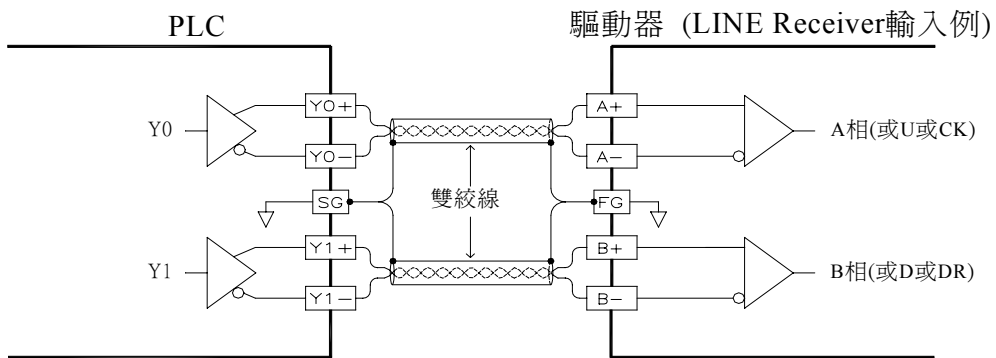 PLC
驅動器 (LINE Receiver輸入例)
Y0
Y0+
Y0-
A+
A-
A相(或U或CK)
SG
雙絞線
FG
Y1
Y1+
Y1-
B+
B-
B相(或D或DR)